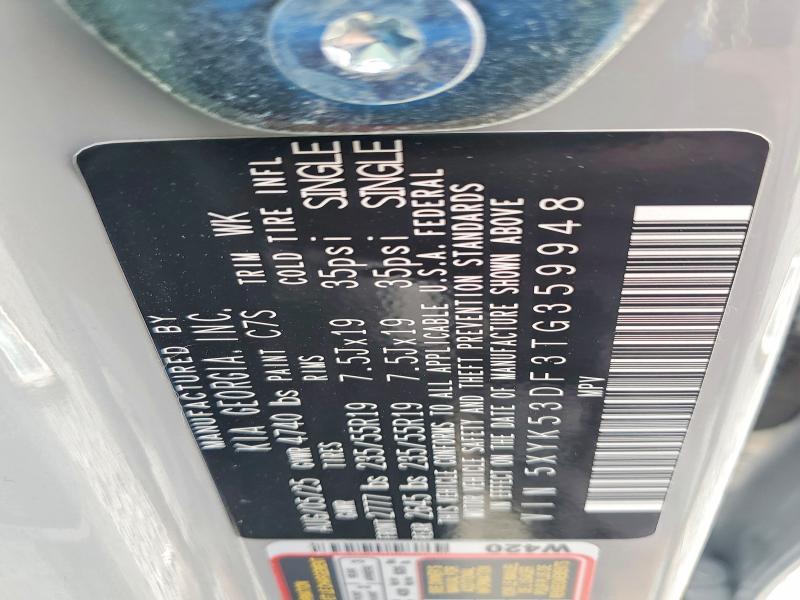 MANUFACTURED BY
KIA GEORGIA, INC.
AUG/05/25 GVWR 4740 lbs PAINT C7S TRIM WK
GAWR TIRES RIMS COLD TIRE INFL
FRONT 2777 lbs 235/55R19 7.5Jx19 35psi SINGLE
REAR 2645 lbs 235/55R19 7.5Jx19 35psi SINGLE
THIS VEHICLE CONFORMS TO ALL APPLICABLE U.S.A. FEDERAL
MOTOR VEHICLE SAFETY AND THEFT PREVENTION STANDARDS
IN EFFECT ON THE DATE OF MANUFACTURE SHOWN ABOVE
VIN 5XYK53DF3TG359948
MPV
W420